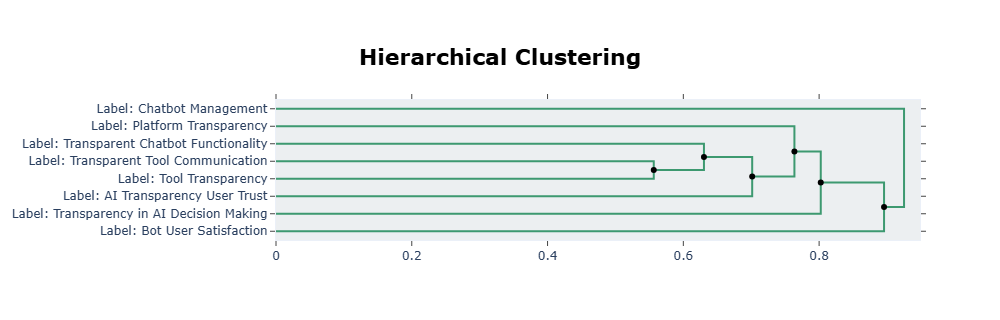 Hierarchical Clustering
Label: Chatbot Management
Label: Platform Transparency
Label: Transparent Chatbot Functionality
Label: Transparent Tool Communication
Label: Tool Transparency
Label: AI Transparency User Trust
Label: Transparency in AI Decision Making
Label: Bot User Satisfaction
0 0.2 0.4 0.6 0.8